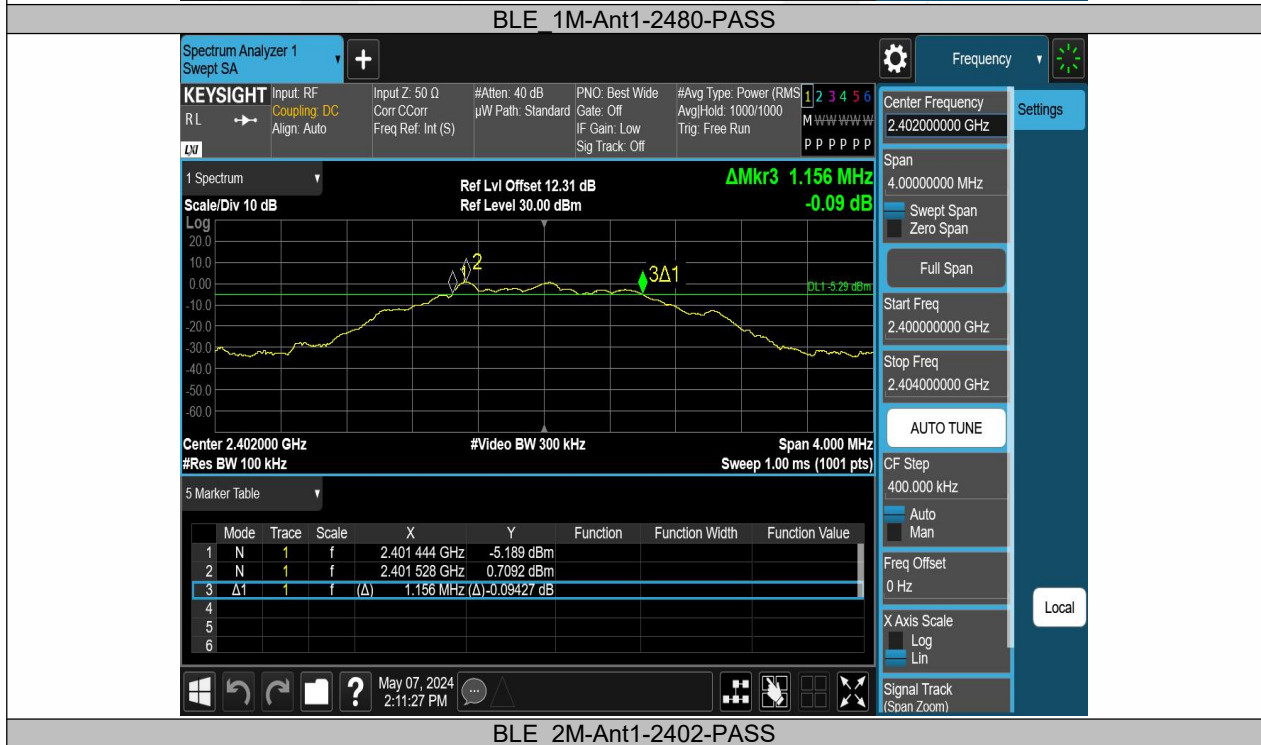 BLE_1M-Ant1-2480-PASS
Spectrum Analyzer 1
Swept SA
+
Frequency
KEYSIGHT
RL
LXI
Input: RF
Coupling: DC
Align: Auto
Input Z: 50 Ω
Corr CCorr
Freq Ref: Int (S)
#Atten: 40 dB
µW Path: Standard
PNO: Best Wide
Gate: Off
IF Gain: Low
Sig Track: Off
#Avg Type: Power (RMS
Avg|Hold: 1000/1000
Trig: Free Run
1 2 3 4 5 6
M W W W W W
P P P P P P
Center Frequency
2.402000000 GHz
Settings
Span
4.00000000 MHz
Swept Span
Zero Span
Full Span
Start Freq
2.400000000 GHz
Stop Freq
2.404000000 GHz
AUTO TUNE
CF Step
400.000 kHz
Auto
Man
Freq Offset
0 Hz
X Axis Scale
Log
Lin
Signal Track
(Span Zoom)
Local
1 Spectrum
Scale/Div 10 dB
Ref Lvl Offset 12.31 dB
Ref Level 30.00 dBm
ΔMkr3 1.156 MHz
-0.09 dB
Log
20.0
10.0
0.00
-10.0
-20.0
-30.0
-40.0
-50.0
-60.0
1
2
3Δ1
DL1 -5.29 dBm
Center 2.402000 GHz
#Video BW 300 kHz
Span 4.000 MHz
#Res BW 100 kHz
Sweep 1.00 ms (1001 pts)
5 Marker Table
Mode Trace Scale X Y Function Function Width Function Value
1 N 1 f 2.401 444 GHz -5.189 dBm
2 N 1 f 2.401 528 GHz 0.7092 dBm
3 Δ1 1 f (Δ) 1.156 MHz (Δ) -0.09427 dB
4
5
6
?
May 07, 2024
2:11:27 PM
BLE_2M-Ant1-2402-PASS